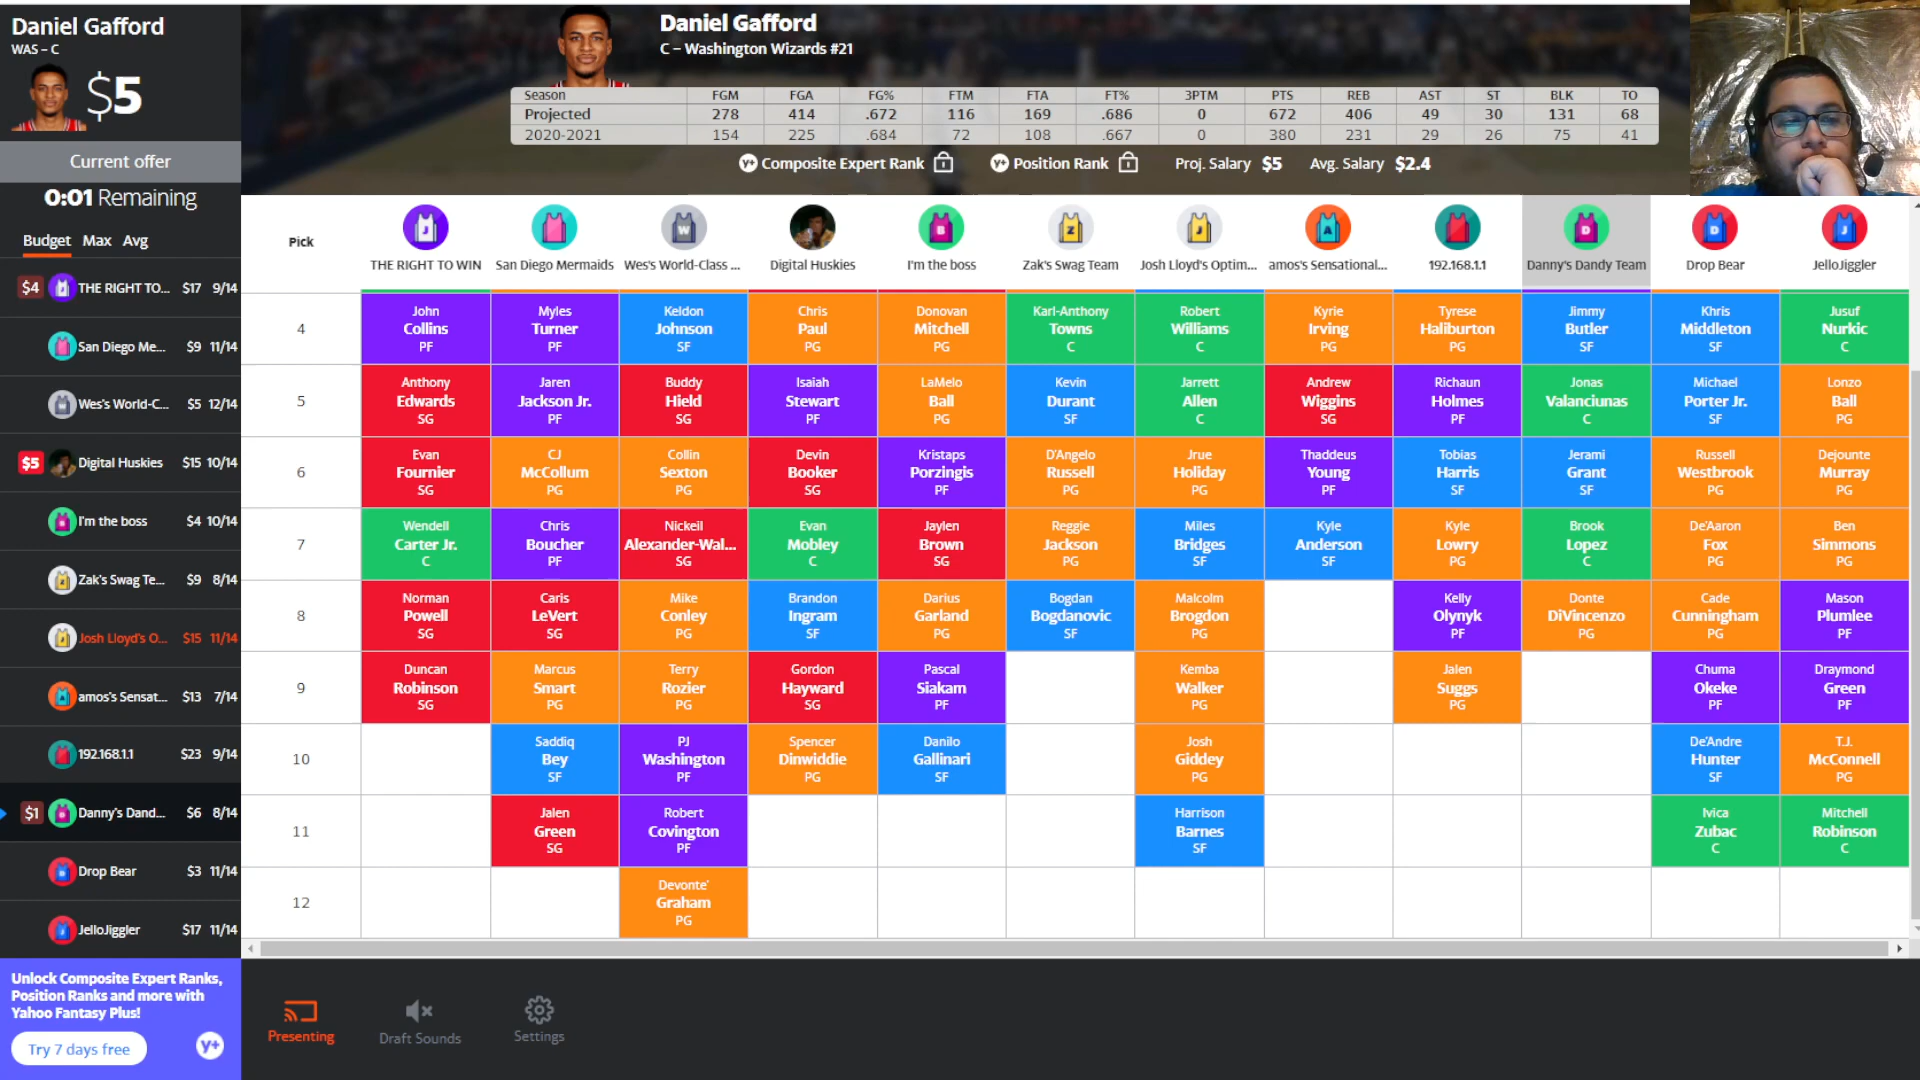 Daniel Gafford
WAS – C
$5
Current offer
0:01 Remaining
Budget Max Avg
$4 THE RIGHT TO... $17 9/14
San Diego Me... $9 11/14
Wes's World-C... $5 12/14
$5 Digital Huskies $15 10/14
I'm the boss $4 10/14
Zak's Swag Te... $9 8/14
Josh Lloyd's O... $15 11/14
amos's Sensat... $13 7/14
192.168.1.1 $23 9/14
$1 Danny's Dand... $6 8/14
Drop Bear $3 11/14
JelloJiggler $17 11/14
Unlock Composite Expert Ranks,
Position Ranks and more with
Yahoo Fantasy Plus!
Try 7 days free
y+
Daniel Gafford
C – Washington Wizards #21
Season FGM FGA FG% FTM FTA FT% 3PTM PTS REB AST ST BLK TO
Projected 278 414 .672 116 169 .686 0 672 406 49 30 131 68
2020-2021 154 225 .684 72 108 .667 0 380 231 29 26 75 41
y+ Composite Expert Rank y+ Position Rank Proj. Salary $5 Avg. Salary $2.4
J W B Z J A D D J
Pick THE RIGHT TO WIN San Diego Mermaids Wes's World-Class ... Digital Huskies I'm the boss Zak's Swag Team Josh Lloyd's Optim... amos's Sensational... 192.168.1.1 Danny's Dandy Team Drop Bear JelloJiggler
John Myles Keldon Chris Donovan Karl-Anthony Robert Kyrie Tyrese Jimmy Khris Jusuf
4 Collins Turner Johnson Paul Mitchell Towns Williams Irving Haliburton Butler Middleton Nurkic
PF PF SF PG PG C C PG PG SF SF C
Anthony Jaren Buddy Isaiah LaMelo Kevin Jarrett Andrew Richaun Jonas Michael Lonzo
5 Edwards Jackson Jr. Hield Stewart Ball Durant Allen Wiggins Holmes Valanciunas Porter Jr. Ball
SG PF SG PF PG SF C SG PF C SF PG
Evan CJ Collin Devin Kristaps D'Angelo Jrue Thaddeus Tobias Jerami Russell Dejounte
6 Fournier McCollum Sexton Booker Porzingis Russell Holiday Young Harris Grant Westbrook Murray
SG PG PG SG PF PG PG PF SF SF PG PG
Wendell Chris Nickeil Evan Jaylen Reggie Miles Kyle Kyle Brook De'Aaron Ben
7 Carter Jr. Boucher Alexander-Wal... Mobley Brown Jackson Bridges Anderson Lowry Lopez Fox Simmons
C PF SG C SG PG SF SF PG C PG PG
Norman Caris Mike Brandon Darius Bogdan Malcolm Kelly Donte Cade Mason
8 Powell LeVert Conley Ingram Garland Bogdanovic Brogdon Olynyk DiVincenzo Cunningham Plumlee
SG SG PG SF PG SF PG PF PG PG PF
Duncan Marcus Terry Gordon Pascal Kemba Jalen Chuma Draymond
9 Robinson Smart Rozier Hayward Siakam Walker Suggs Okeke Green
SG PG PG SG PF PG PG PF PF
Saddiq PJ Spencer Danilo Josh De'Andre T.J.
10 Bey Washington Dinwiddie Gallinari Giddey Hunter McConnell
SF PF PG SF PG SF PG
Jalen Robert Harrison Ivica Mitchell
11 Green Covington Barnes Zubac Robinson
SG PF SF C C
Devonte'
12 Graham
PG
Presenting Draft Sounds Settings